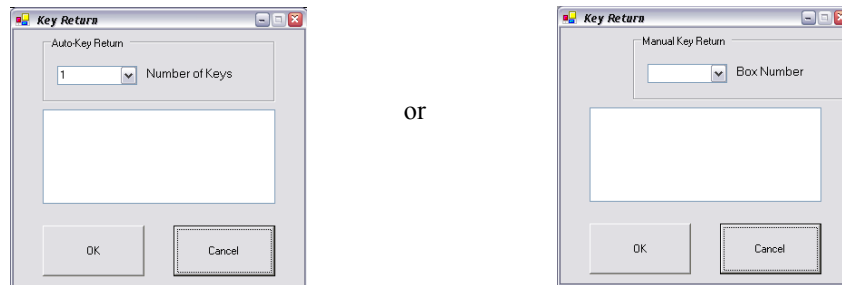 Key Return
Auto-Key Return
1 Number of Keys
OK Cancel
or
Key Return
Manual Key Return
Box Number
OK Cancel